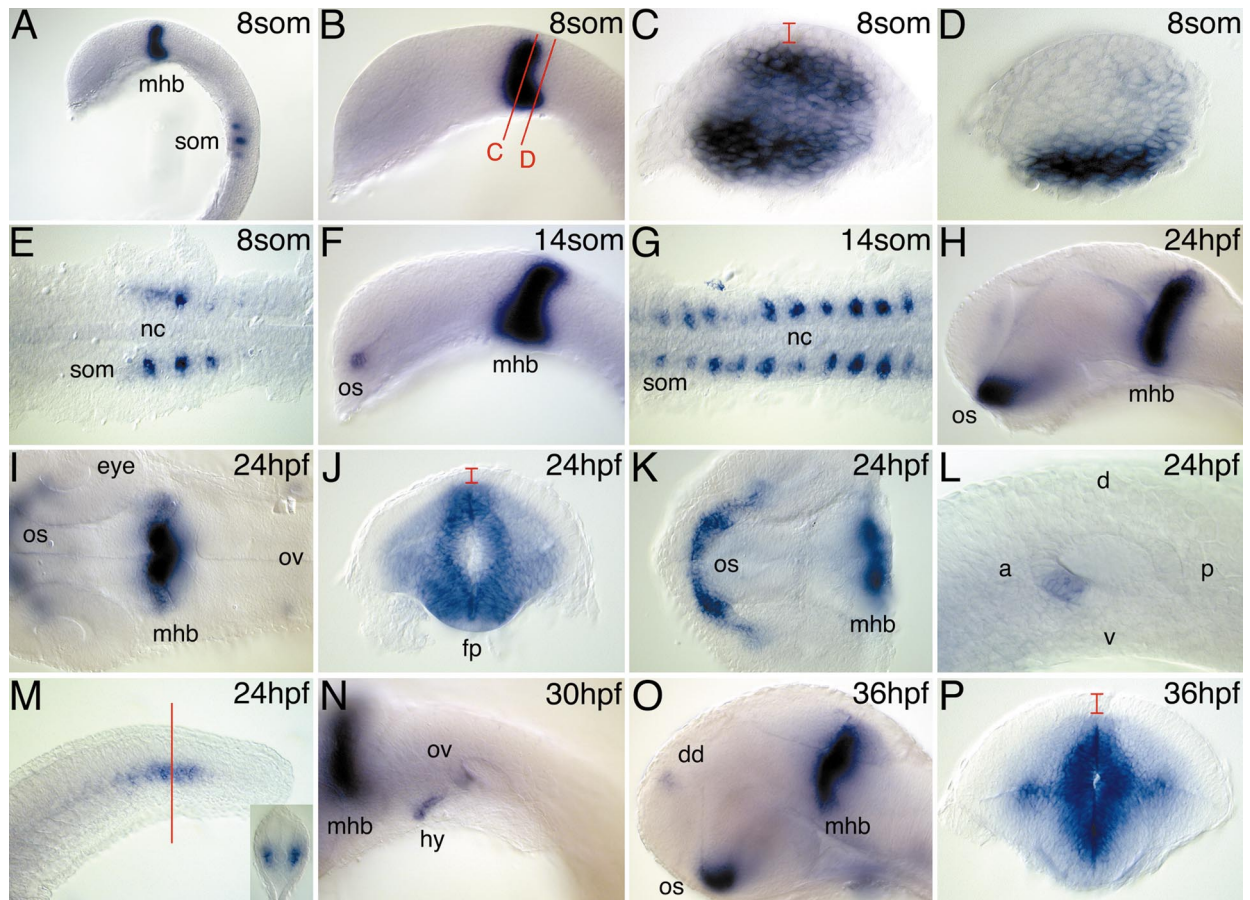 A 8som
mhb
som
B 8som
C D
C 8som
D 8som
E 8som
nc
som
F 14som
os
mhb
G 14som
nc
som
H 24hpf
os
mhb
I 24hpf
eye
os
ov
mhb
J 24hpf
fp
K 24hpf
os
mhb
L 24hpf
d
a
p
v
M 24hpf
N 30hpf
ov
mhb
hy
O 36hpf
dd
mhb
os
P 36hpf